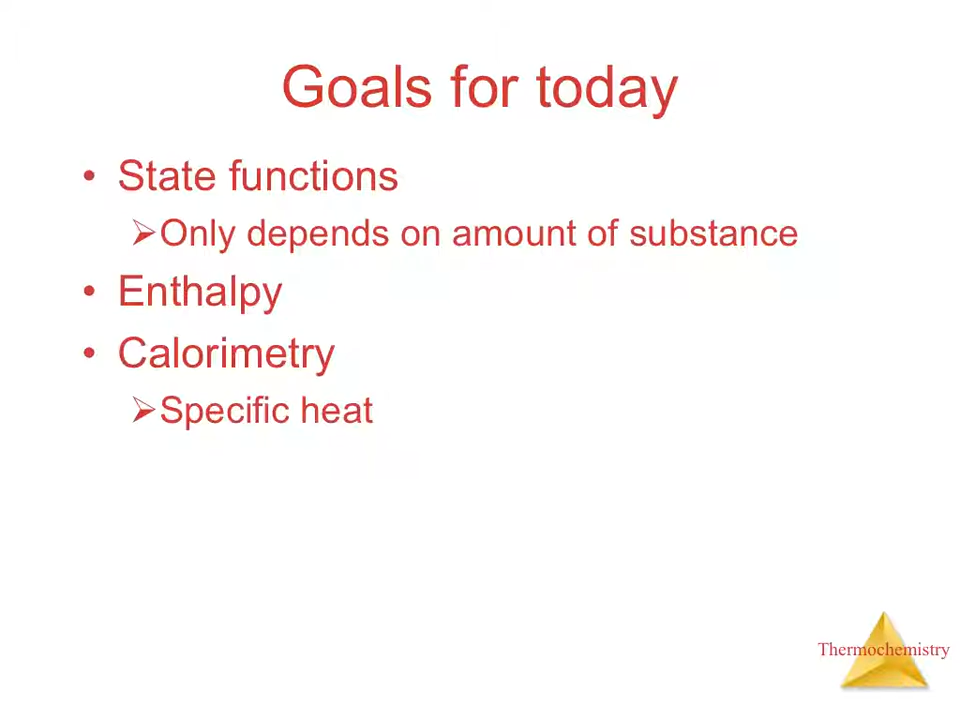 Goals for today
• State functions
➢Only depends on amount of substance
• Enthalpy
• Calorimetry
➢Specific heat
Thermochemistry